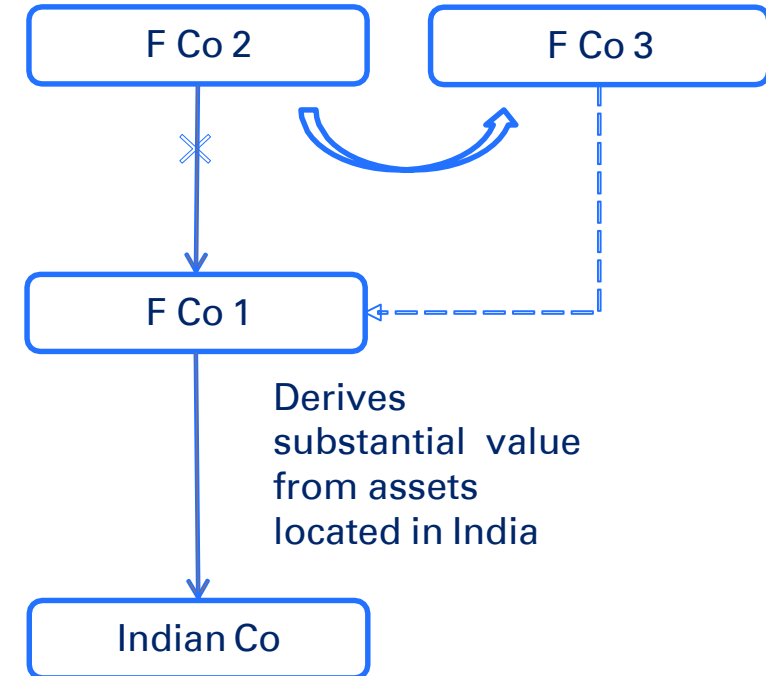 F Co 2
F Co 3
F Co 1
Derives
substantial value
from assets
located in India
Indian Co